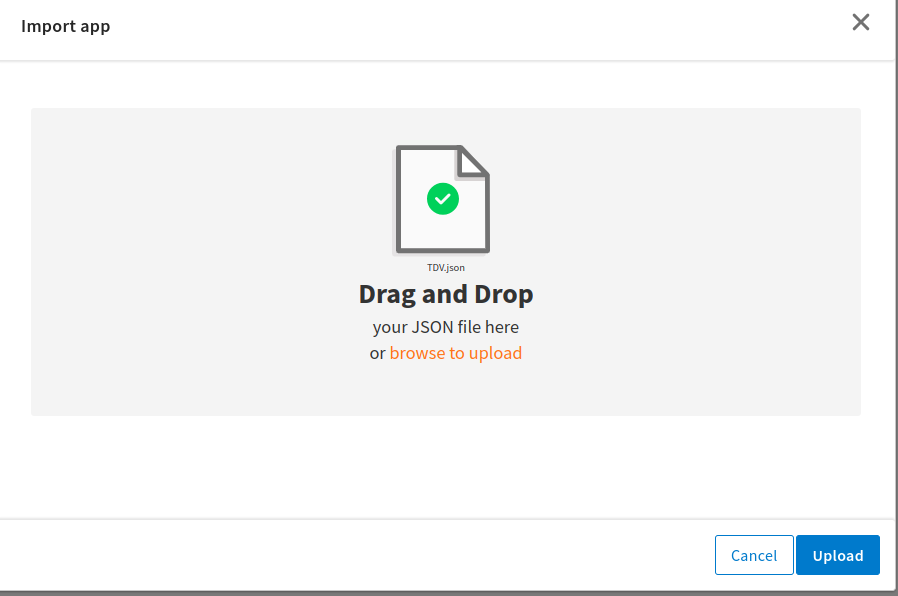 Import app
TDV.json
Drag and Drop
your JSON file here
or browse to upload
Cancel
Upload